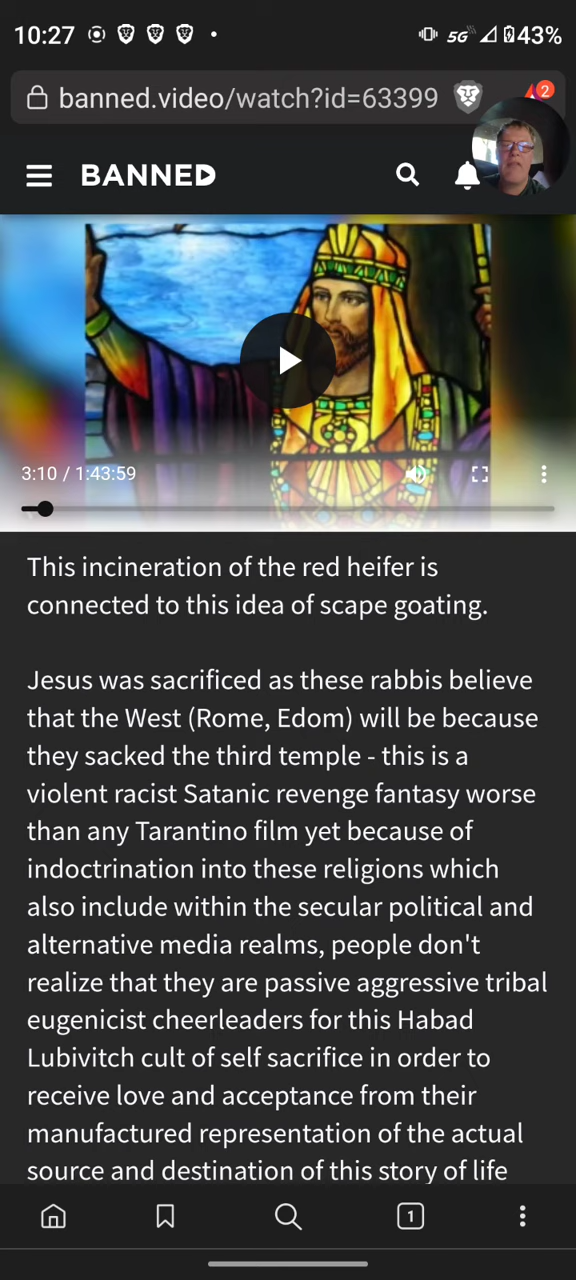 10:27
5G
43%
banned.video/watch?id=63399
2
BANNED
3:10 / 1:43:59
This incineration of the red heifer is
connected to this idea of scape goating.
Jesus was sacrificed as these rabbis believe
that the West (Rome, Edom) will be because
they sacked the third temple - this is a
violent racist Satanic revenge fantasy worse
than any Tarantino film yet because of
indoctrination into these religions which
also include within the secular political and
alternative media realms, people don't
realize that they are passive aggressive tribal
eugenicist cheerleaders for this Habad
Lubivitch cult of self sacrifice in order to
receive love and acceptance from their
manufactured representation of the actual
source and destination of this story of life
1